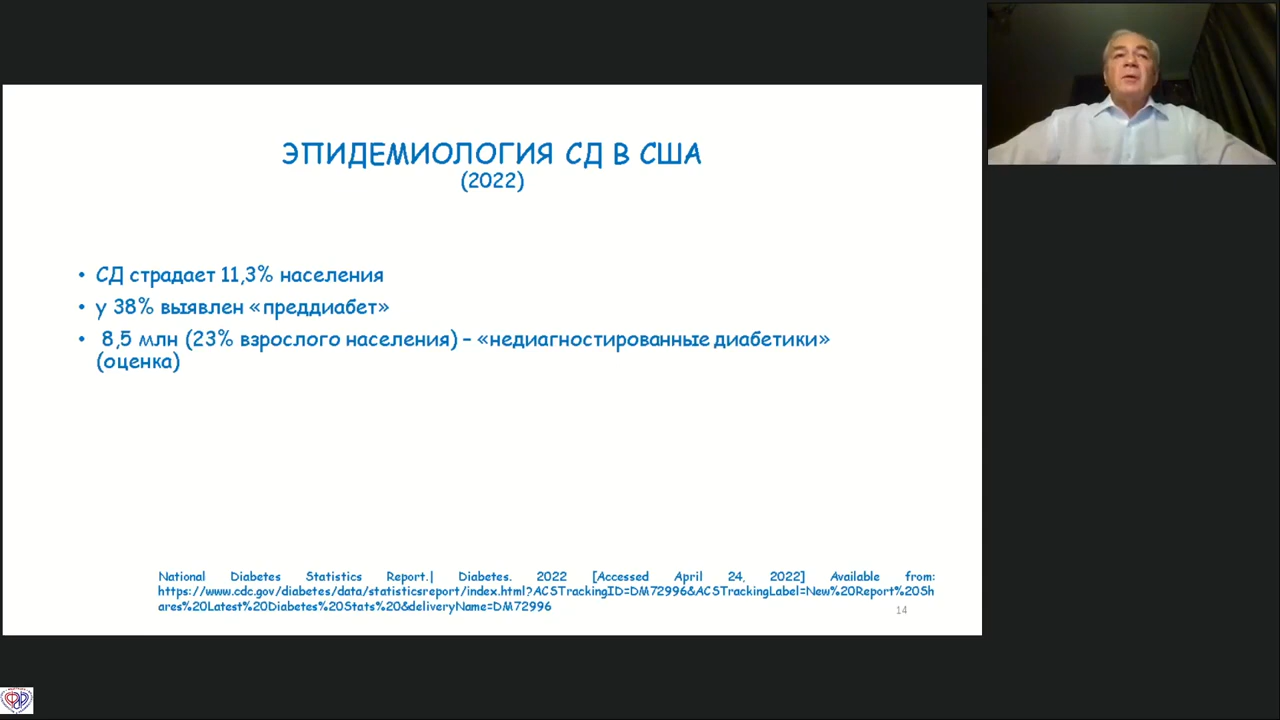 ЭПИДЕМИОЛОГИЯ СД В США
(2022)
• СД страдает 11,3% населения
• у 38% выявлен «преддиабет»
• 8,5 млн (23% взрослого населения) – «недиагностированные диабетики»
(оценка)
National Diabetes Statistics Report.| Diabetes. 2022 [Accessed April 24, 2022] Available from:
https://www.cdc.gov/diabetes/data/statisticsreport/index.html?ACSTrackingID=DM72996&ACSTrackingLabel=New%20Report%20Sh
ares%20Latest%20Diabetes%20Stats%20&deliveryName=DM72996
14